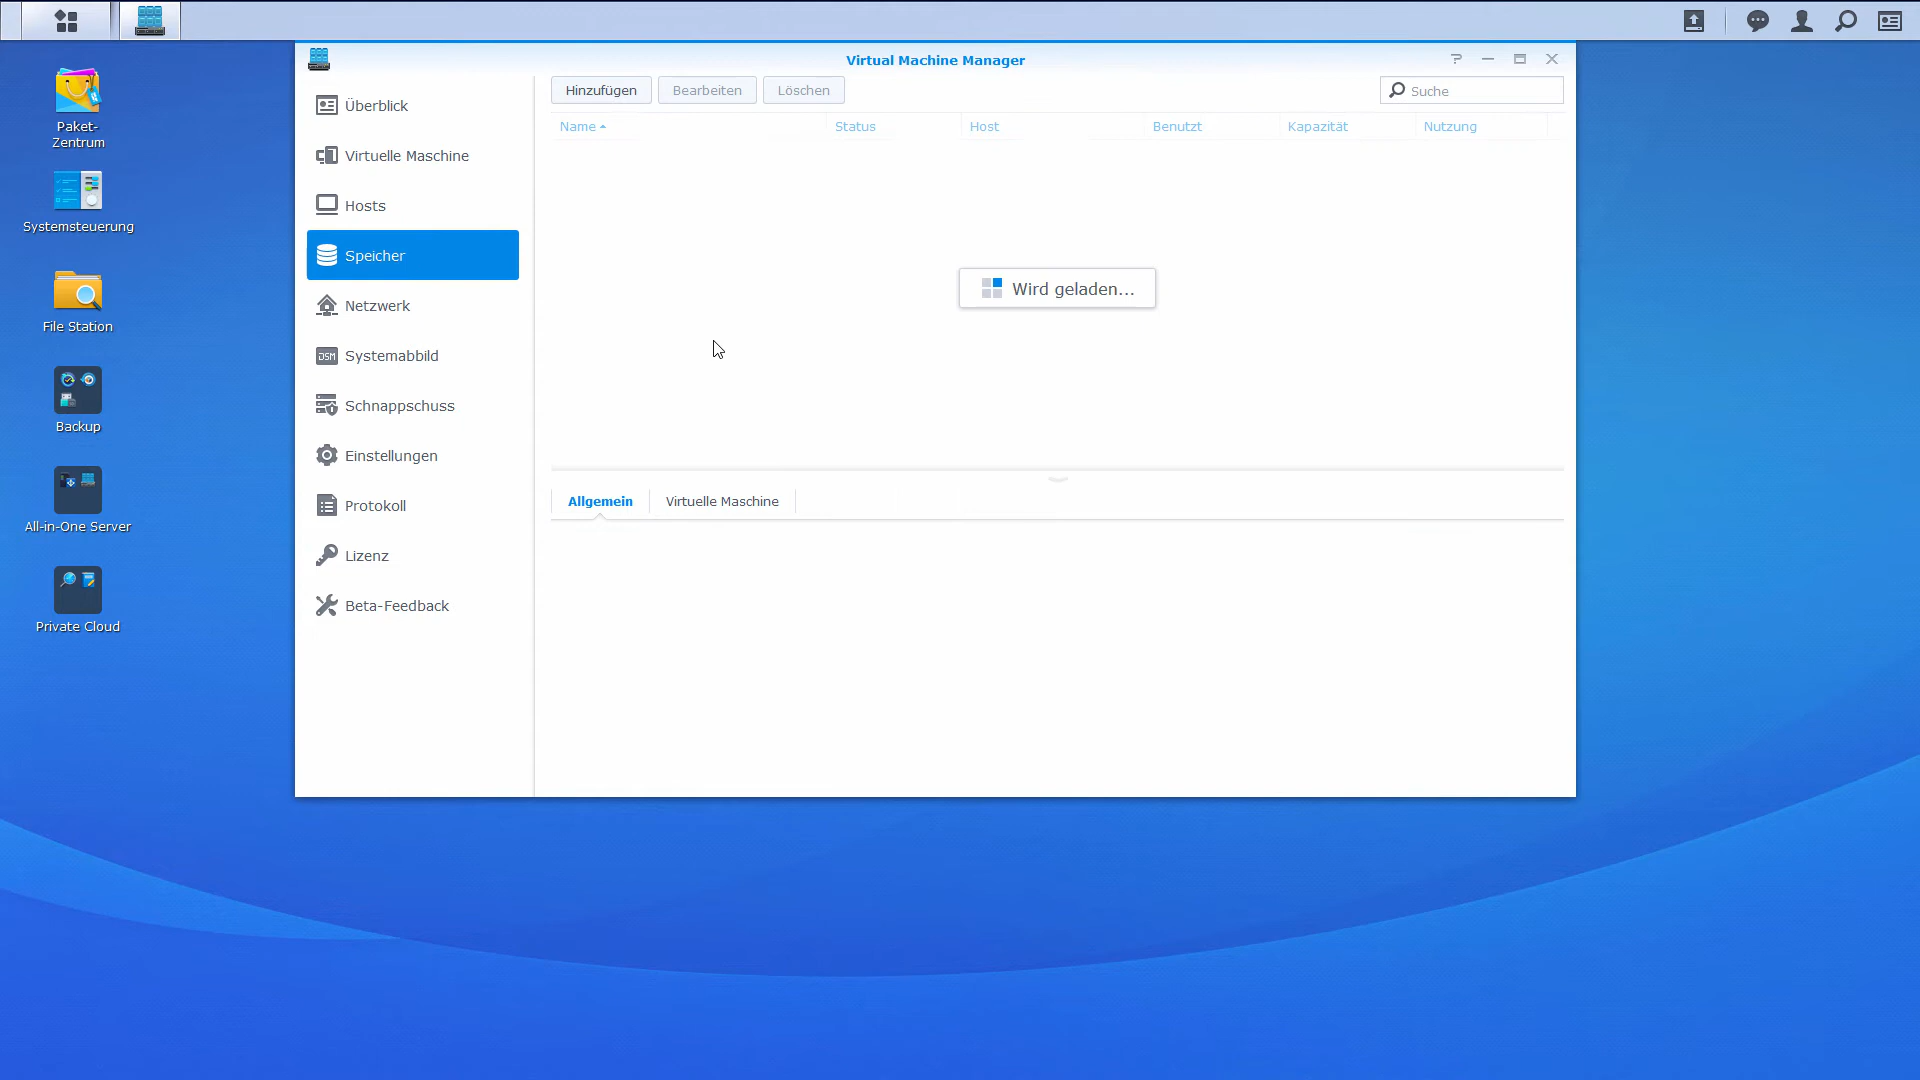 Virtual Machine Manager
Paket-
Zentrum
Systemsteuerung
File Station
Backup
All-in-One Server
Private Cloud
Überblick
Virtuelle Maschine
Hosts
Speicher
Netzwerk
DSM Systemabbild
Schnappschuss
Einstellungen
Protokoll
Lizenz
Beta-Feedback
Hinzufügen Bearbeiten Löschen Suche
Name Status Host Benutzt Kapazität Nutzung
Wird geladen...
Allgemein Virtuelle Maschine